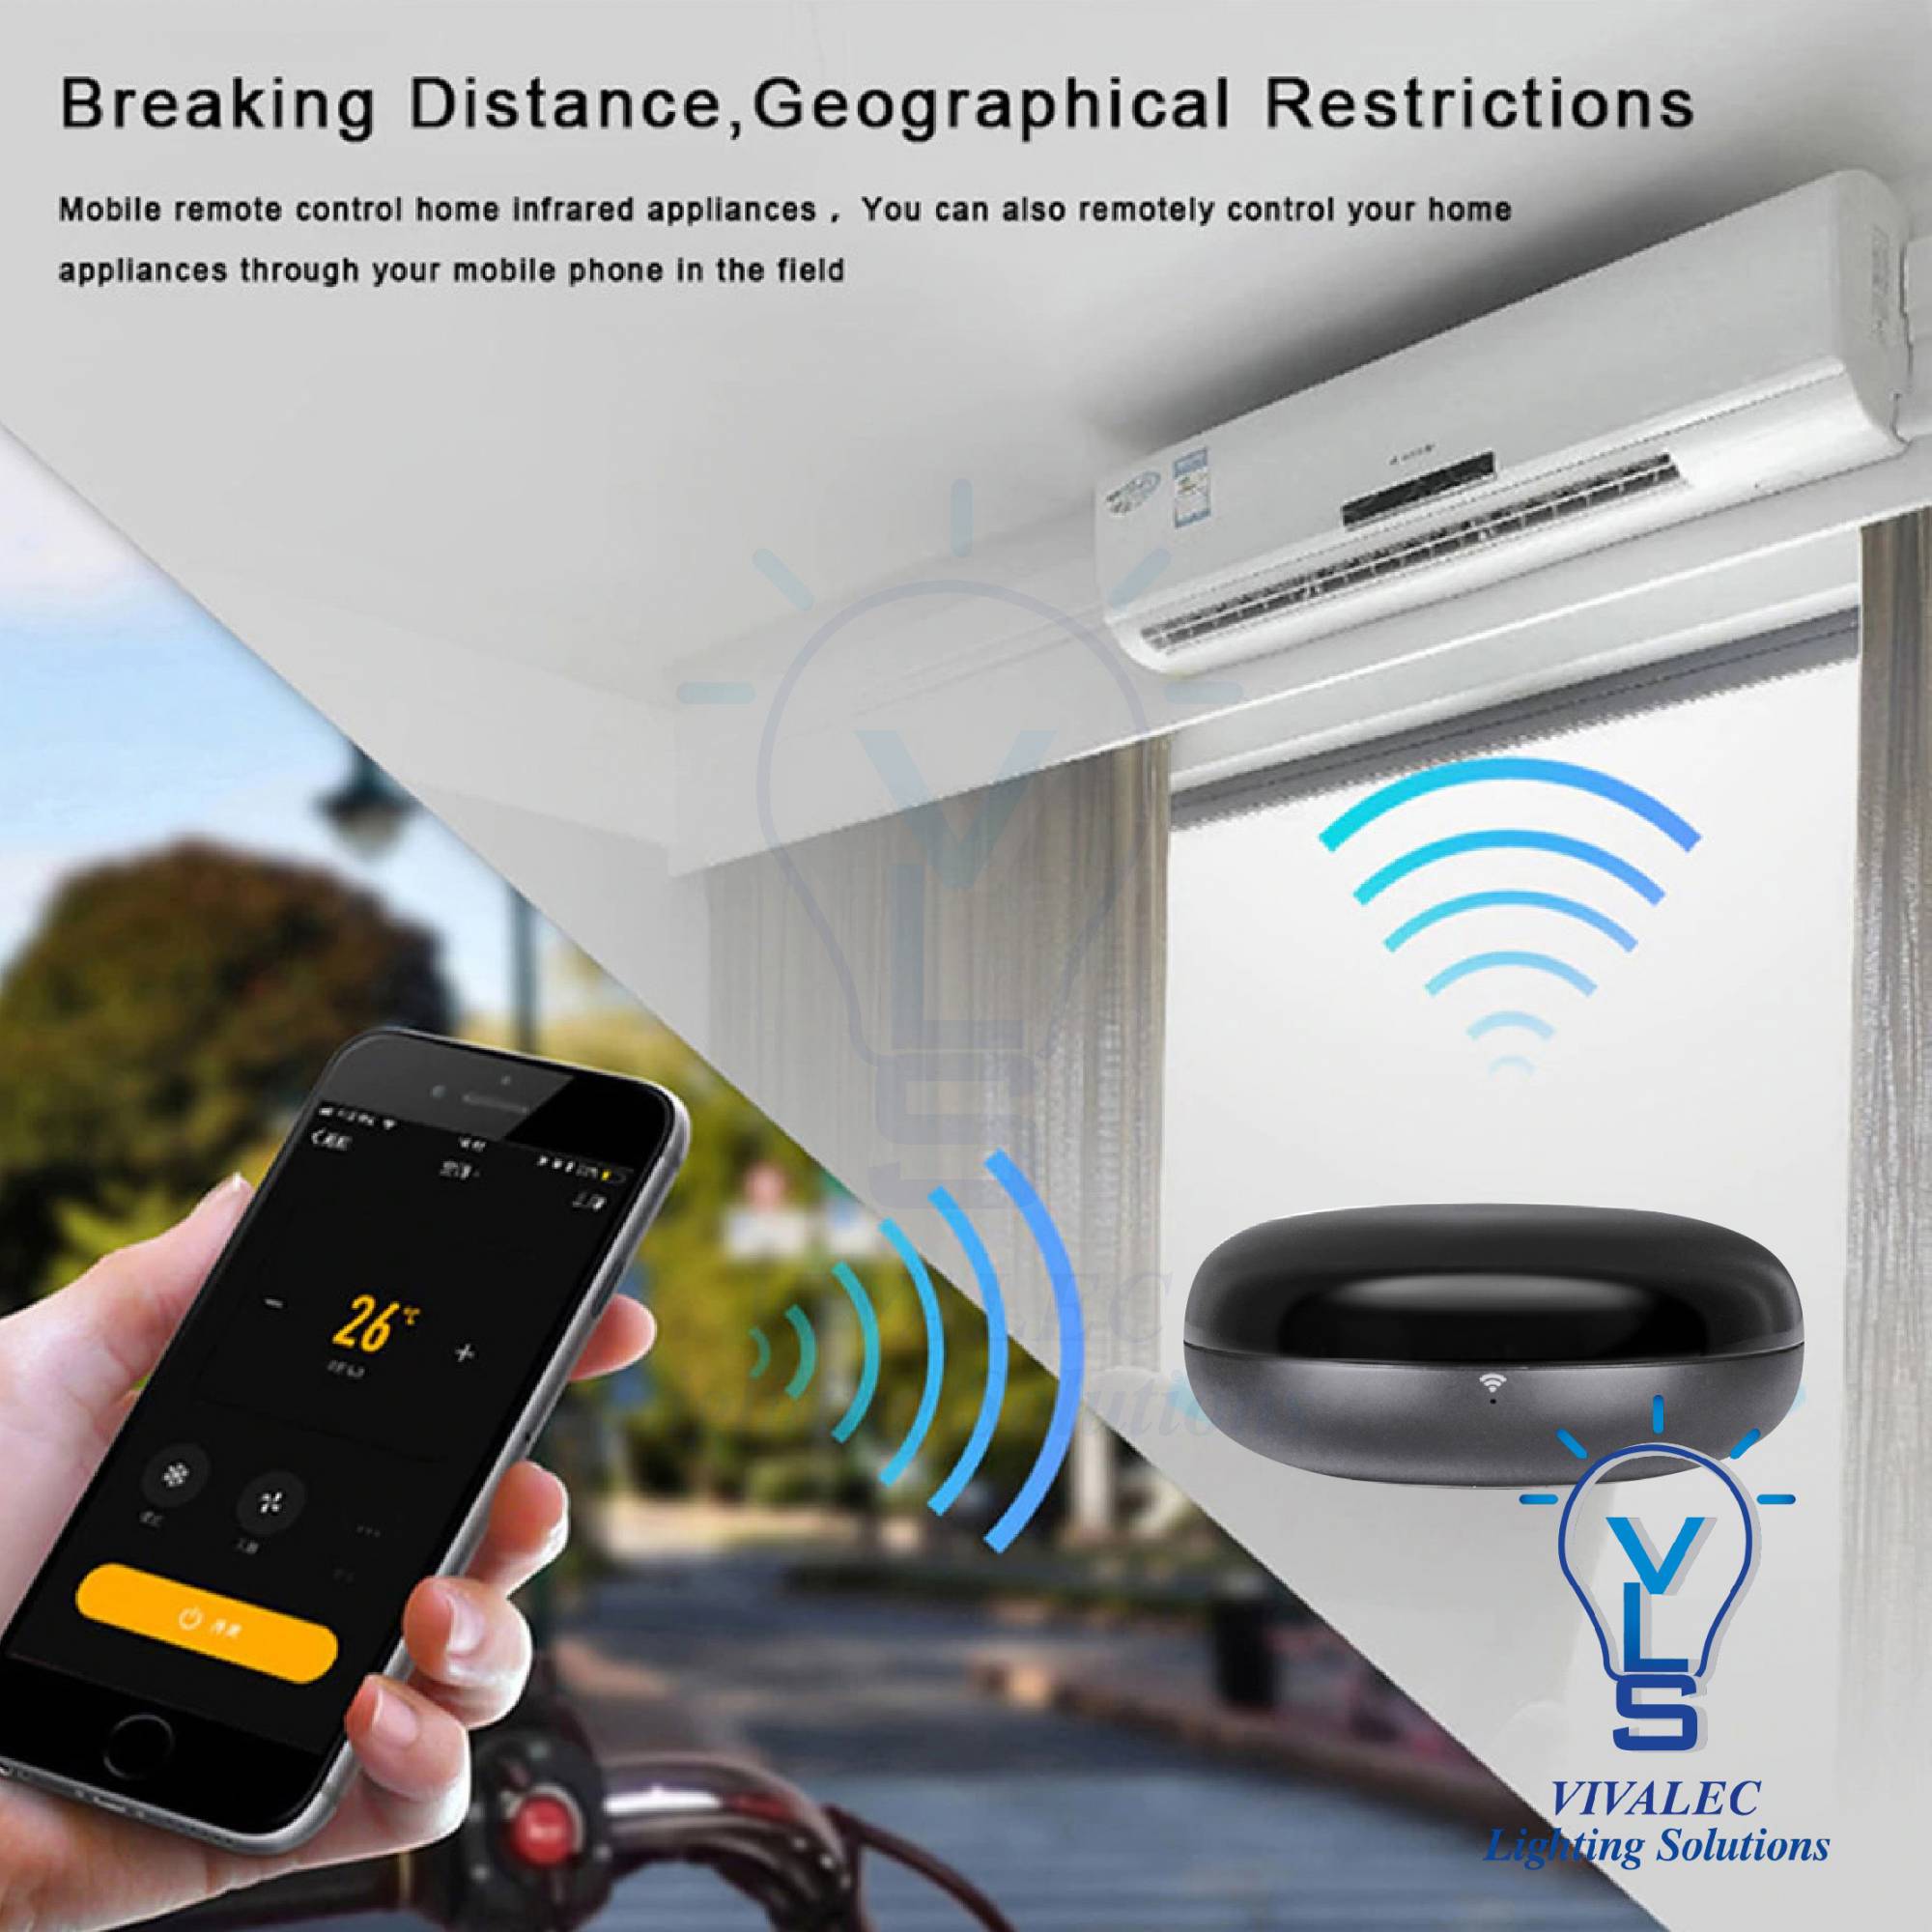 Breaking Distance,Geographical Restrictions
Mobile remote control home infrared appliances , You can also remotely control your home
appliances through your mobile phone in the field
26°C
VLS
VIVALEC
Lighting Solutions